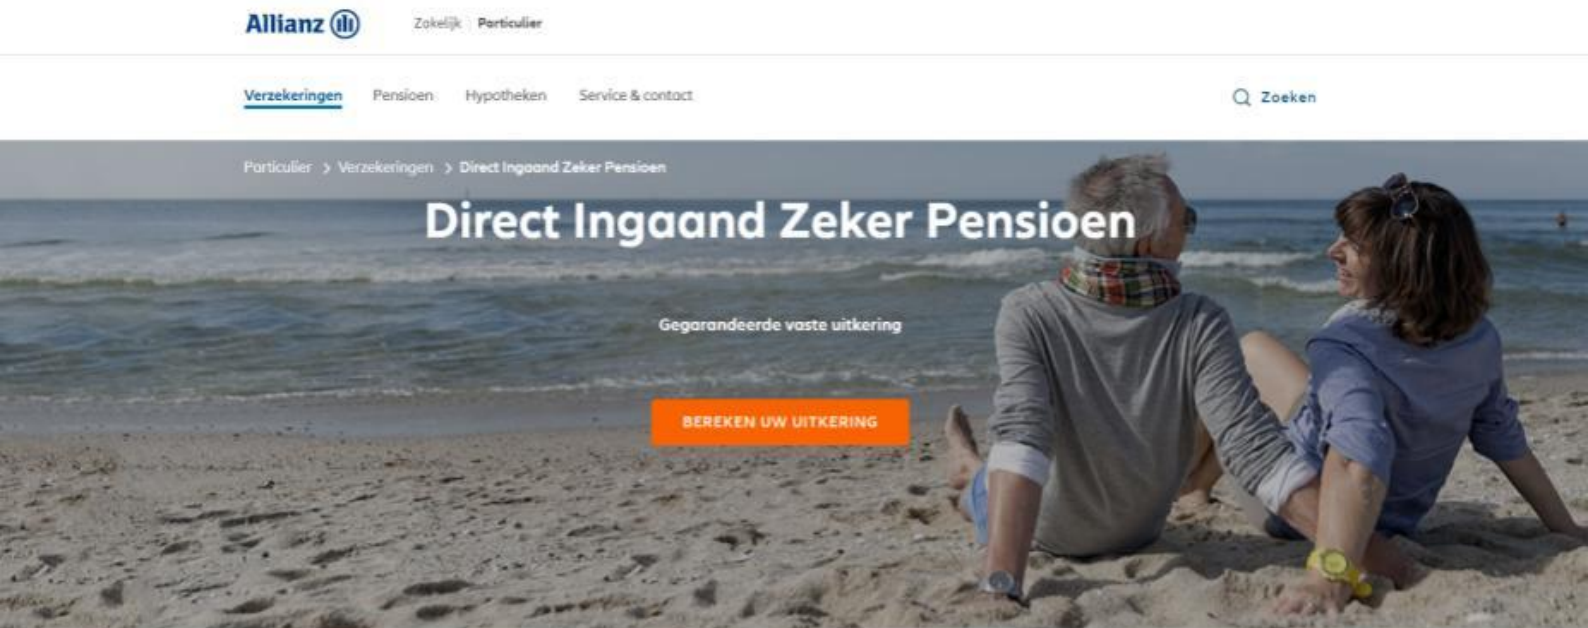 Allianz
Zakelijk Particulier
Verzekeringen Pensioen Hypotheken Service & contact
Zoeken
Particulier > Verzekeringen > Direct Ingaand Zeker Pensioen
Direct Ingaand Zeker Pensioen
Gegarandeerde vaste uitkering
BEREKEN UW UITKERING